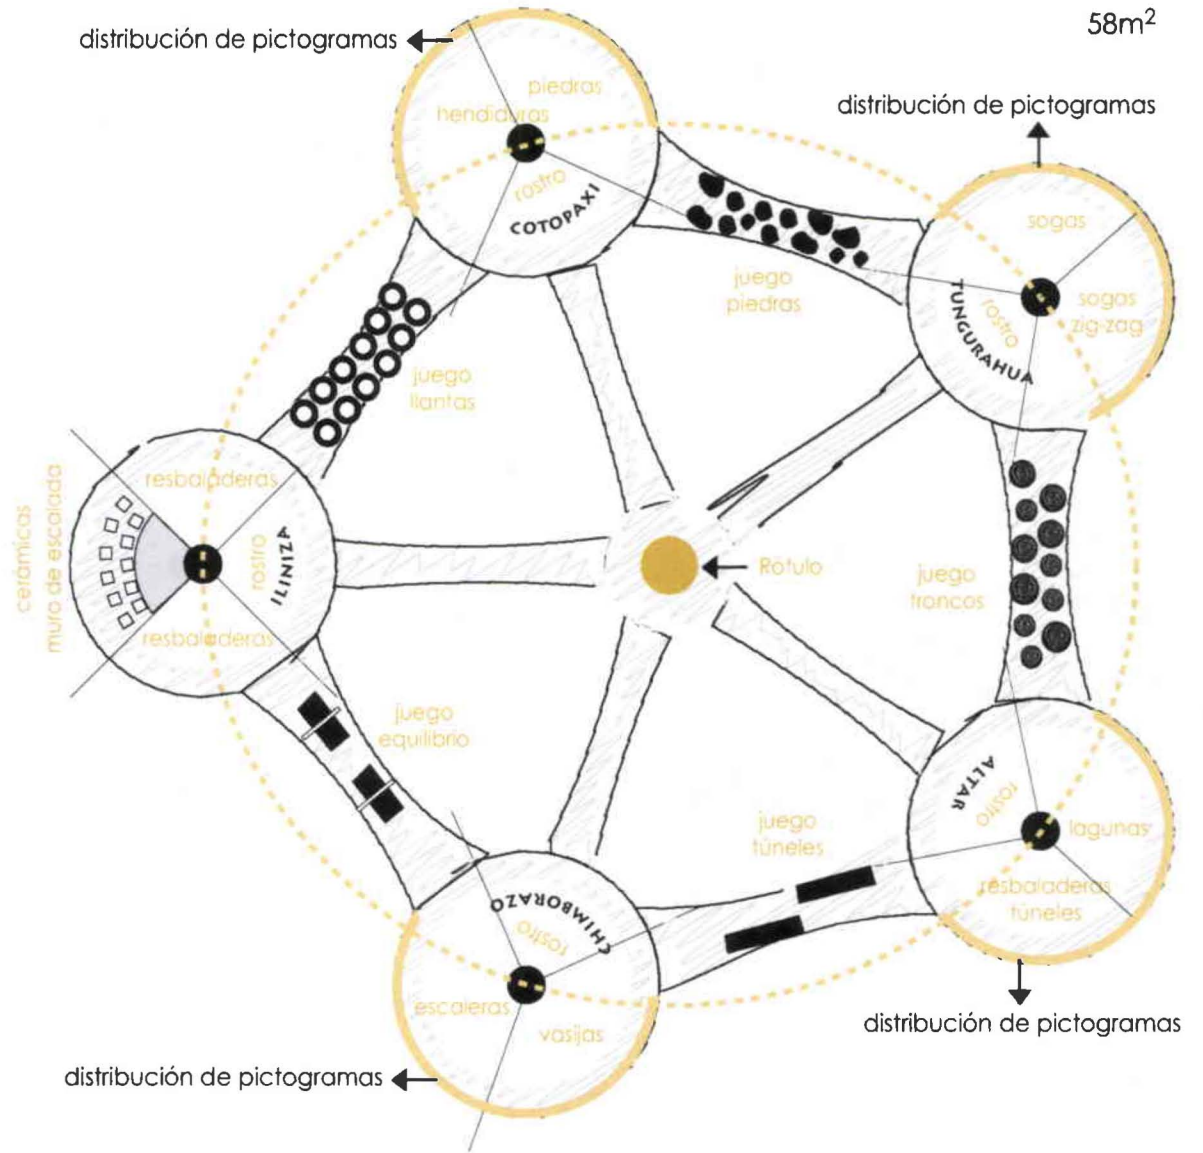 58m²
distribución de pictogramas
piedras
hendiduras
rostro
COTOPAXI
distribución de pictogramas
sogas
sogas
zig-zag
rostro
TUNGURAHUA
juego
piedras
juego
llantas
resbaladeras
cerámicas
muro de escalada
rostro
ILINIZA
resbaladeras
Rótulo
juego
troncos
juego
equilibrio
ALTAR
rostro
lagunas
resbaladeras
túneles
juego
túneles
CHIMBORAZO
rostro
escaleras
vasijas
distribución de pictogramas
distribución de pictogramas